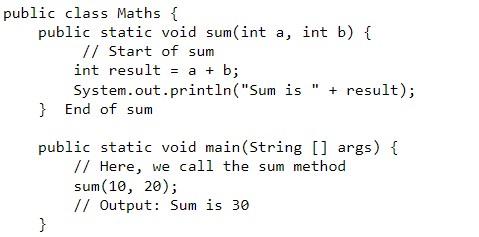 public class Maths {
    public static void sum(int a, int b) {
         // Start of sum
        int result = a + b;
        System.out.println("Sum is " + result);
    }  End of sum

    public static void main(String [] args) {
        // Here, we call the sum method
        sum(10, 20);
        // Output: Sum is 30
    }